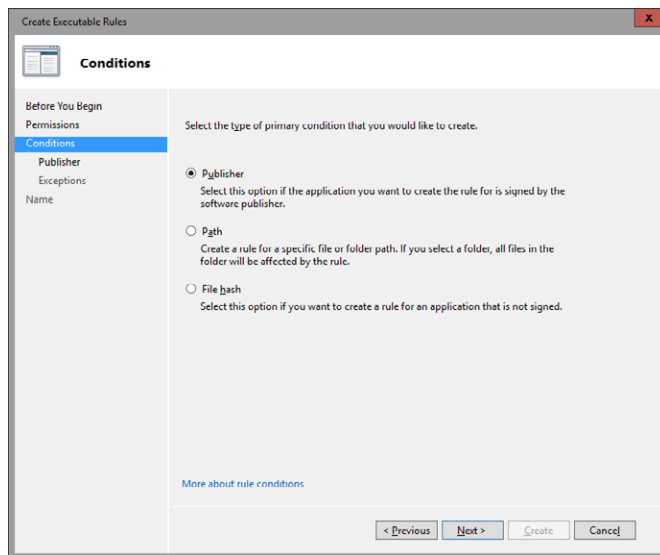 Create Executable Rules
x
Conditions
Before You Begin
Permissions
Conditions
Publisher
Exceptions
Name
Select the type of primary condition that you would like to create.
Publisher
Select this option if the application you want to create the rule for is signed by the
software publisher.
Path
Create a rule for a specific file or folder path. If you select a folder, all files in the
folder will be affected by the rule.
File hash
Select this option if you want to create a rule for an application that is not signed.
More about rule conditions
< Previous Next > Create Cancel